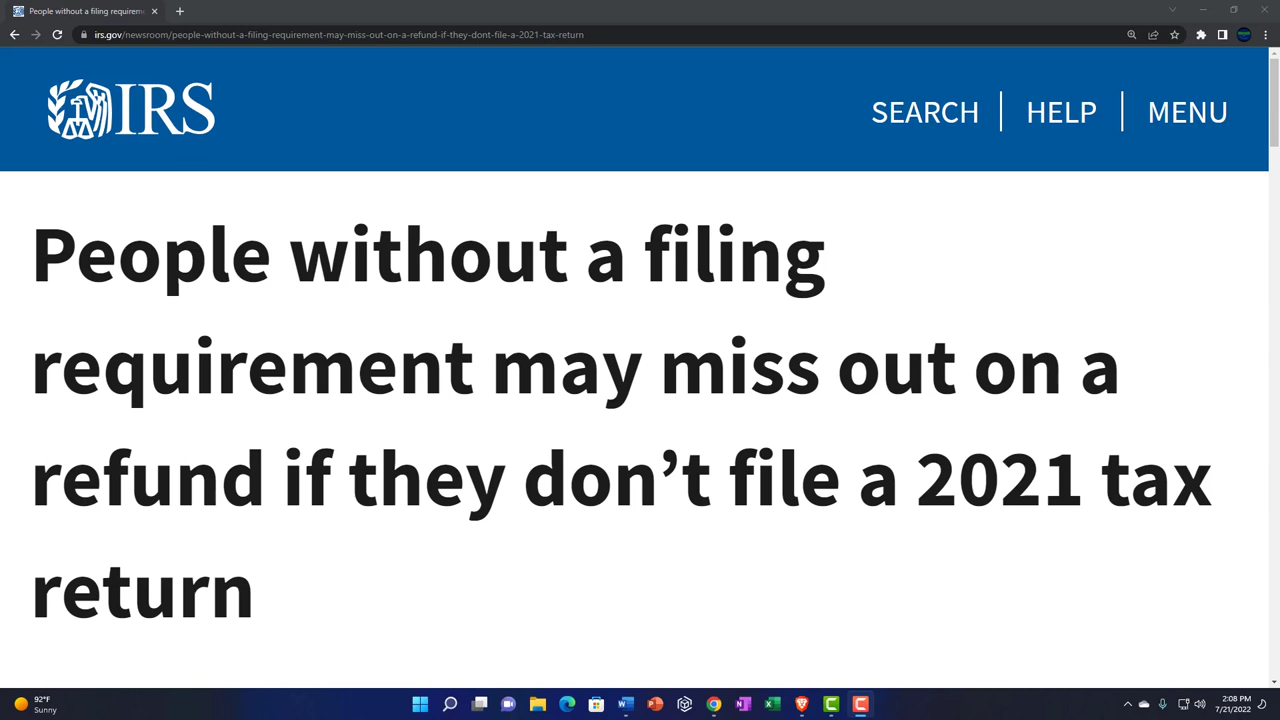 People without a filing requirem
irs.gov/newsroom/people-without-a-filing-requirement-may-miss-out-on-a-refund-if-they-dont-file-a-2021-tax-return
IRS
SEARCH
HELP
MENU
People without a filing
requirement may miss out on a
refund if they don’t file a 2021 tax
return
92°F
Sunny
2:08 PM
7/21/2022